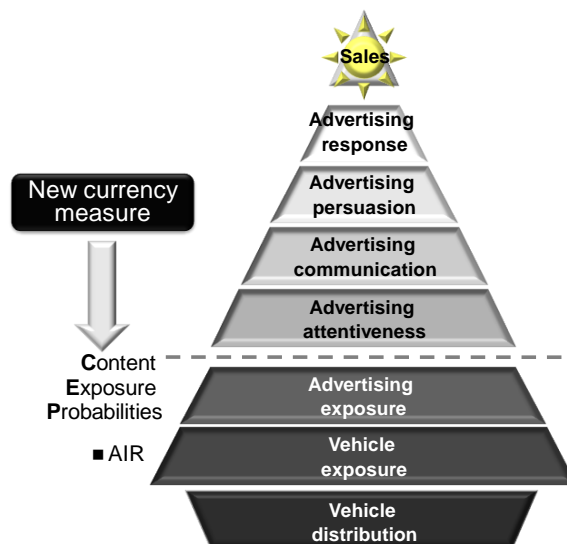 Sales
Advertising
response
Advertising
persuasion
New currency
measure
Advertising
communication
Advertising
attentiveness
Content
Exposure
Probabilities
Advertising
exposure
■ AIR
Vehicle
exposure
Vehicle
distribution